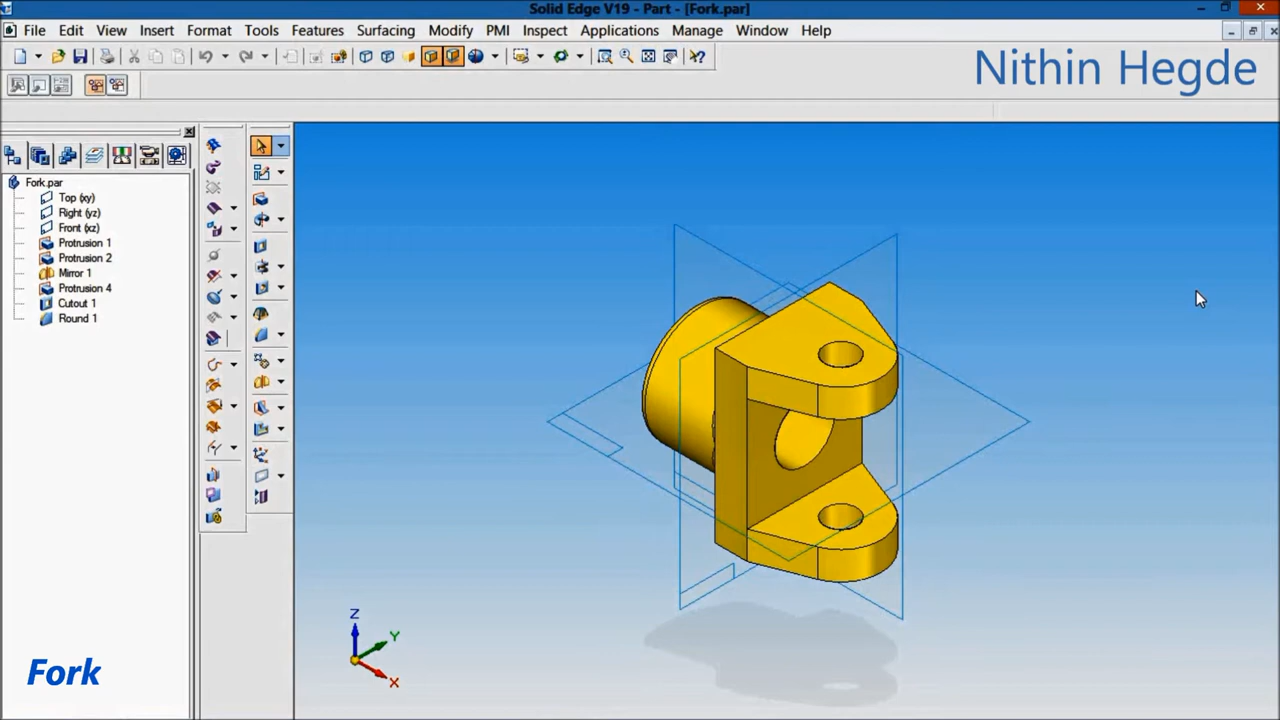 Solid Edge V19 - Part - [Fork.par]
File Edit View Insert Format Tools Features Surfacing Modify PMI Inspect Applications Manage Window Help
Nithin Hegde
Fork.par
Top (xy)
Right (yz)
Front (xz)
Protrusion 1
Protrusion 2
Mirror 1
Protrusion 4
Cutout 1
Round 1
Z
Y
X
Fork